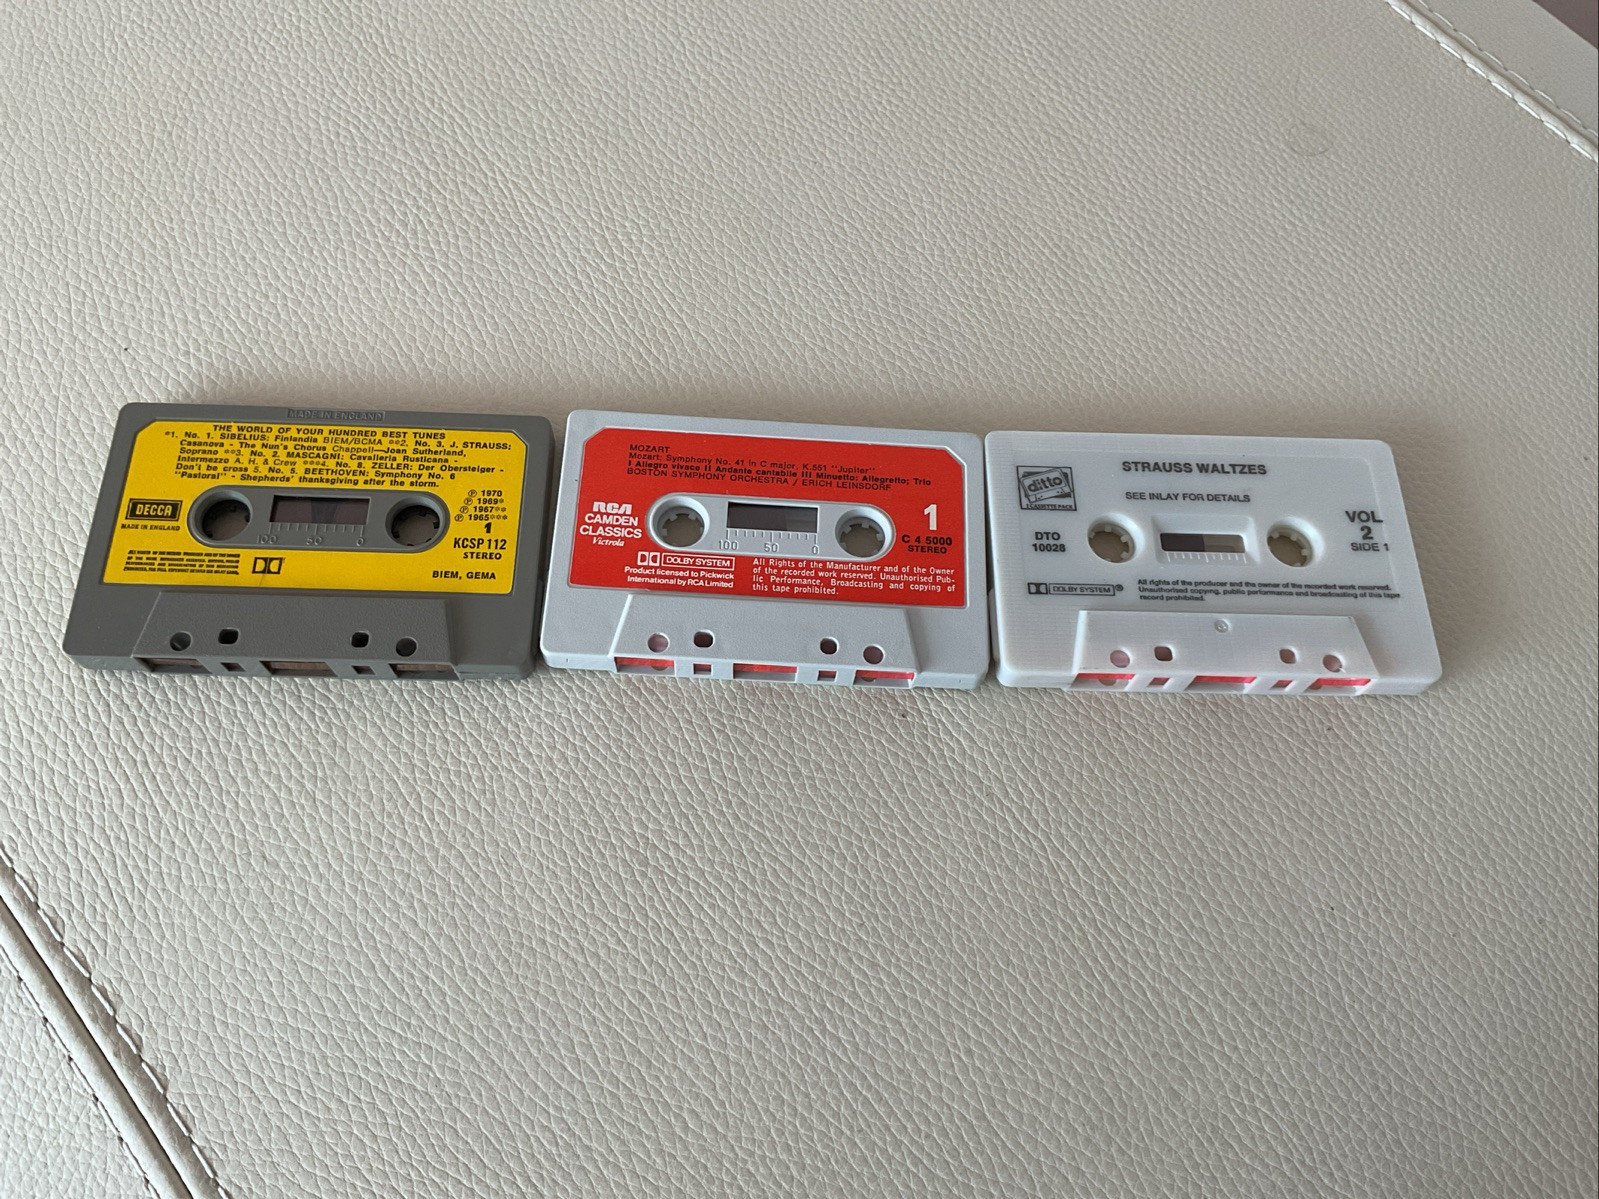 MADE IN ENGLAND
THE WORLD OF YOUR HUNDRED BEST TUNES
*1. No. 1. SIBELIUS: Finlandia BIEM/BCMA **2. No. 3. J. STRAUSS:
Casanova - The Nun's Chorus Chappell—Joan Sutherland,
Soprano **3. No. 2. MASCAGNI: Cavalleria Rusticana -
Intermezzo A. H. & Crew ***4. No. 8. ZELLER: Der Obersteiger -
Don't be cross 5. No. 5. BEETHOVEN: Symphony No. 6
"Pastoral" - Shepherds' thanksgiving after the storm.
DECCA
MADE IN ENGLAND
℗ 1970
℗ 1969*
℗ 1967**
℗ 1965***
1
KCSP 112
STEREO
BIEM, GEMA
100 50 0
MOZART
Mozart: Symphony No. 41 in C major, K.551 "Jupiter"
I Allegro vivace II Andante cantabile III Minuetto: Allegretto; Trio
BOSTON SYMPHONY ORCHESTRA / ERICH LEINSDORF
RCA
CAMDEN
CLASSICS
Victrola
1
C 4 5000
STEREO
100 50 0
DOLBY SYSTEM
Product licensed to Pickwick
International by RCA Limited
All Rights of the Manufacturer and of the Owner
of the recorded work reserved. Unauthorised Pub-
lic Performance, Broadcasting and copying of
this tape prohibited.
ditto
2 CASSETTE PACK
STRAUSS WALTZES
SEE INLAY FOR DETAILS
DTO
10028
VOL
2
SIDE 1
DOLBY SYSTEM®
All rights of the producer and the owner of the recorded work reserved.
Unauthorised copying, public performance and broadcasting of this tape
record prohibited.